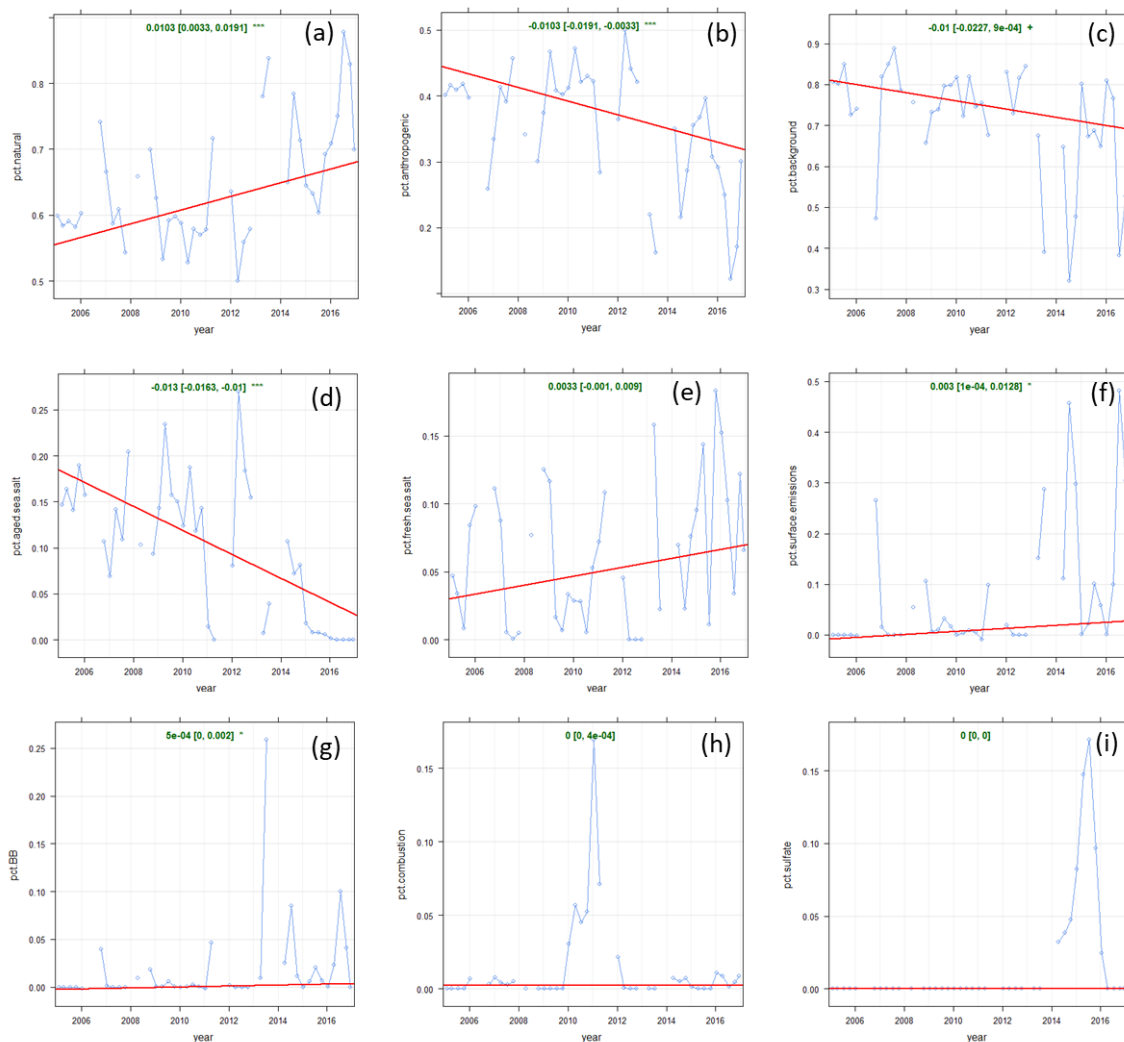 0.0103 [0.0033, 0.0191] ***
(a)
pct.natural
0.8
0.7
0.6
0.5
2006 2008 2010 2012 2014 2016
year
-0.0103 [-0.0191, -0.0033] ***
(b)
pct.anthropogenic
0.5
0.4
0.3
0.2
2006 2008 2010 2012 2014 2016
year
-0.01 [-0.0227, 9e-04] +
(c)
pct.background
0.9
0.8
0.7
0.6
0.5
0.4
0.3
2006 2008 2010 2012 2014 2016
year
-0.013 [-0.0163, -0.01] ***
(d)
pct.aged.sea.salt
0.25
0.20
0.15
0.10
0.05
0.00
2006 2008 2010 2012 2014 2016
year
0.0033 [-0.001, 0.009]
(e)
pct.fresh.sea.salt
0.15
0.10
0.05
0.00
2006 2008 2010 2012 2014 2016
year
0.003 [1e-04, 0.0128] *
(f)
pct.surface.emissions
0.5
0.4
0.3
0.2
0.1
0.0
2006 2008 2010 2012 2014 2016
year
5e-04 [0, 0.002] *
(g)
pct.BB
0.25
0.20
0.15
0.10
0.05
0.00
2006 2008 2010 2012 2014 2016
year
0 [0, 4e-04]
(h)
pct.combustion
0.15
0.10
0.05
0.00
2006 2008 2010 2012 2014 2016
year
0 [0, 0]
(i)
pct.sulfate
0.15
0.10
0.05
0.00
2006 2008 2010 2012 2014 2016
year